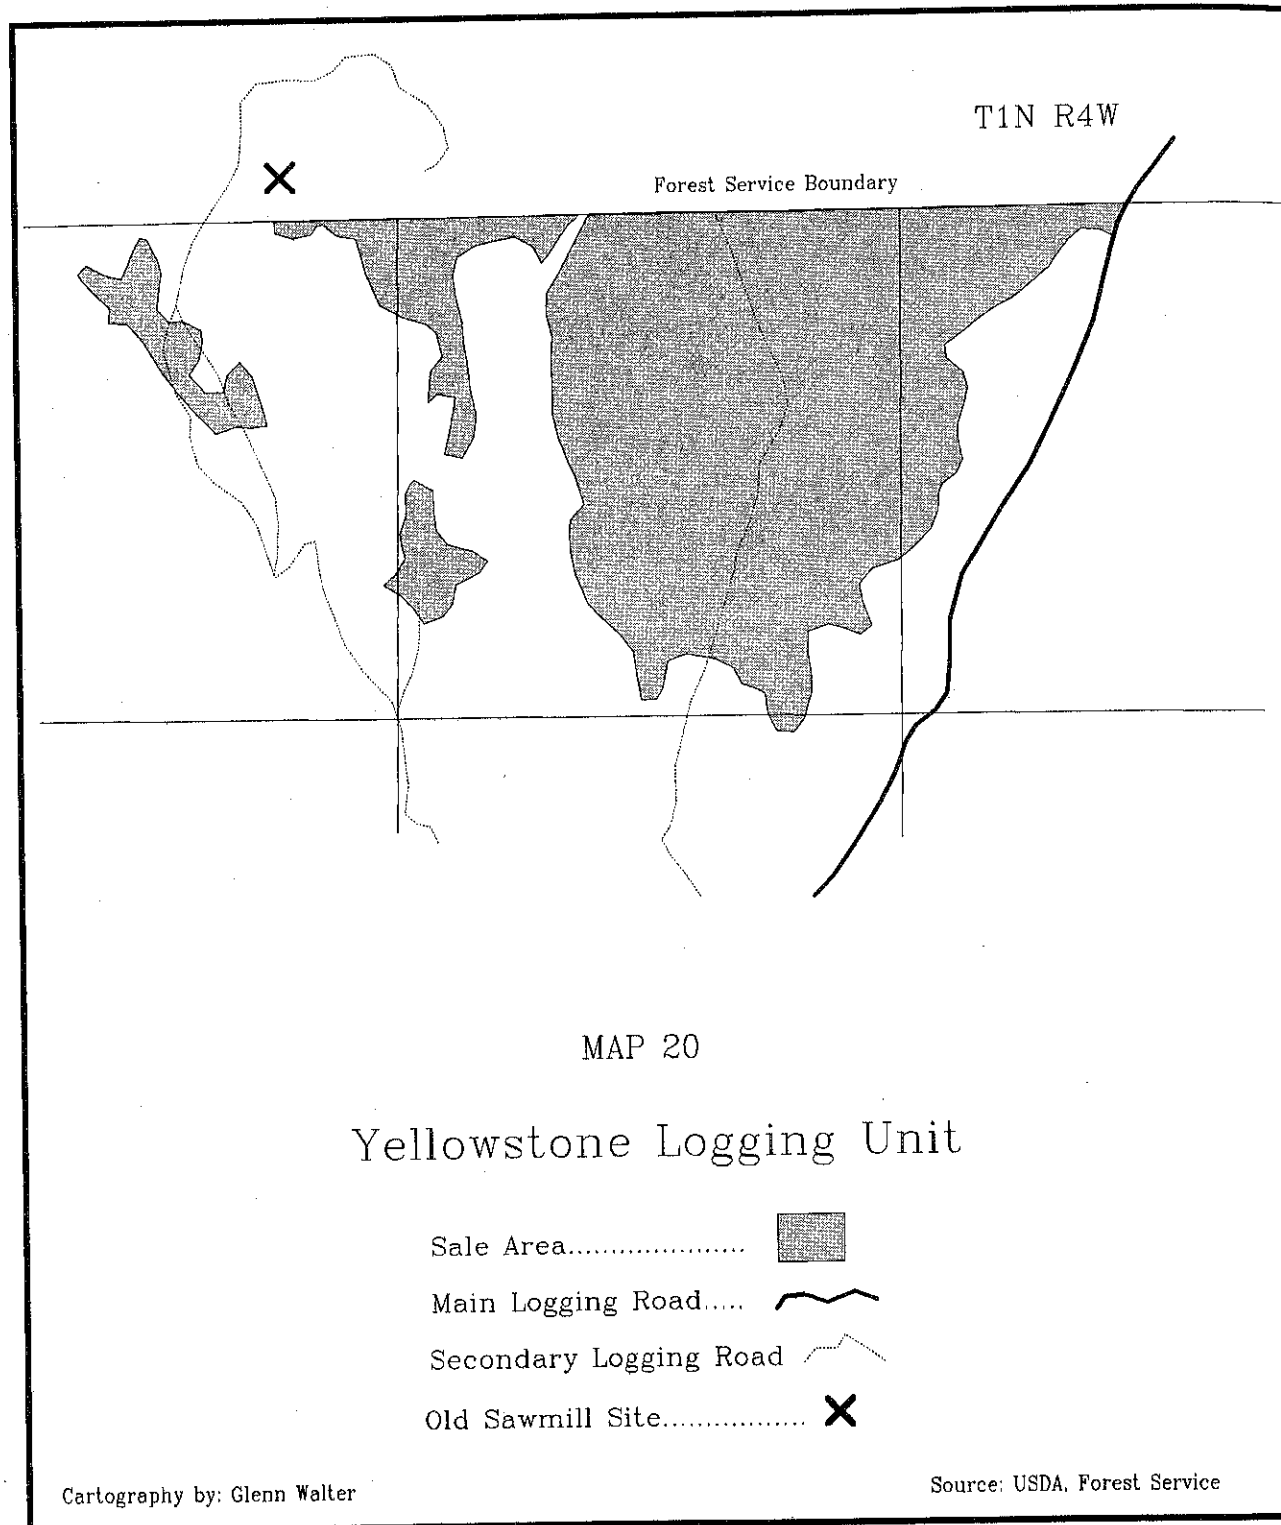 T1N R4W
Forest Service Boundary
MAP 20
Yellowstone Logging Unit
Sale Area.....................
Main Logging Road.....
Secondary Logging Road
Old Sawmill Site.................
Cartography by: Glenn Walter
Source: USDA, Forest Service